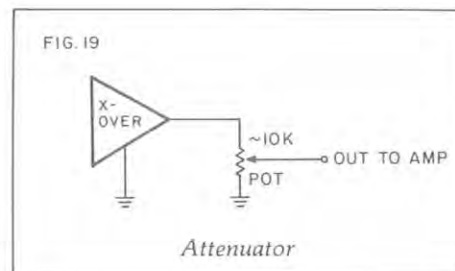 FIG. 19
X-
OVER
~10K
OUT TO AMP
POT
Attenuator